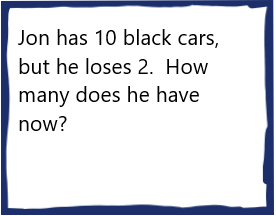 Jon has 10 black cars,
but he loses 2.  How
many does he have
now?